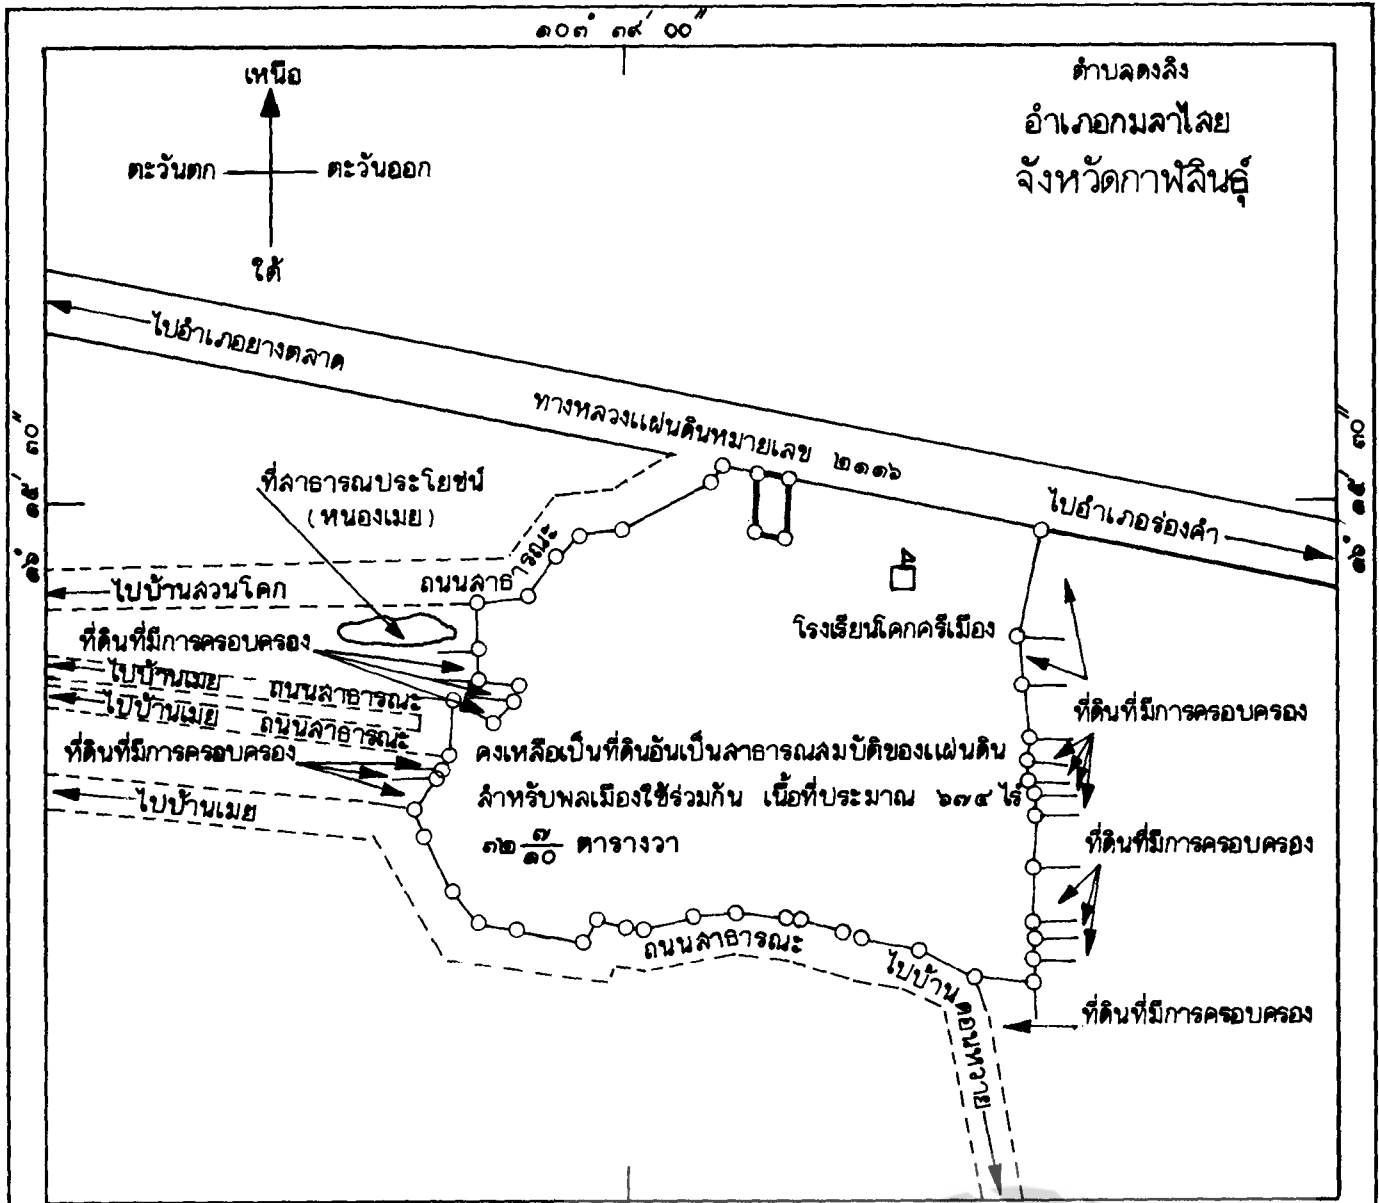 ๑๐๓° ๓๙′ ๐๐″
เหนือ
ตะวันตก
ตะวันออก
ใต้
ตำบลดงลิง
อำเภอกมลาไสย
จังหวัดกาฬสินธุ์
ไปอำเภอยางตลาด
ทางหลวงแผ่นดินหมายเลข ๒๑๑๖
ไปอำเภอร่องคำ
๑๖° ๑๕′ ๓๐″
๑๖° ๑๕′ ๓๐″
ที่สาธารณประโยชน์
(หนองเมย)
ถนนสาธารณะ
ไปบ้านสวนโคก
โรงเรียนโคกศรีเมือง
ที่ดินที่มีการครอบครอง
ไปบ้านเมย ถนนสาธารณะ
ไปบ้านเมย ถนนสาธารณะ
ที่ดินที่มีการครอบครอง
ที่ดินที่มีการครอบครอง
คงเหลือเป็นที่ดินอันเป็นสาธารณสมบัติของแผ่นดิน
สำหรับพลเมืองใช้ร่วมกัน เนื้อที่ประมาณ ๖๗๔ ไร่
๓๒ ๗/๑๐ ตารางวา
ไปบ้านเมย
ที่ดินที่มีการครอบครอง
ถนนสาธารณะ
ไปบ้านดอนหวาย
ที่ดินที่มีการครอบครอง